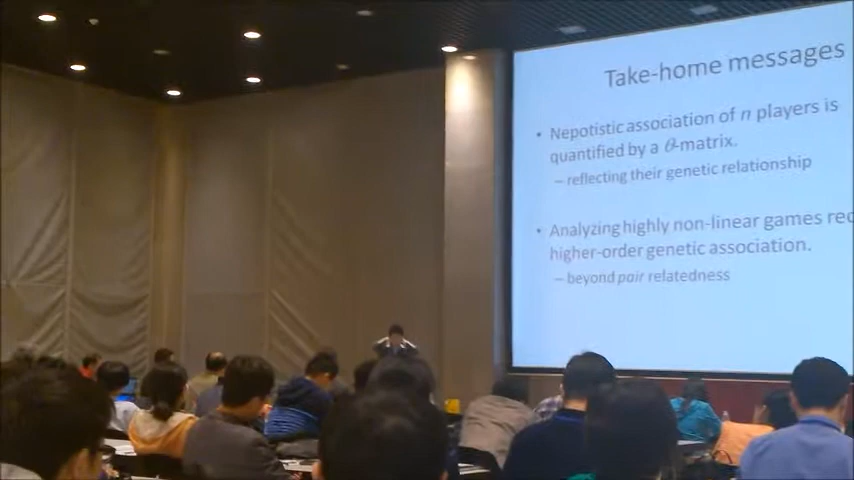 Take-home messages
• Nepotistic association of n players is
quantified by a θ-matrix.
– reflecting their genetic relationship
• Analyzing highly non-linear games
higher-order genetic association.
– beyond pair relatedness